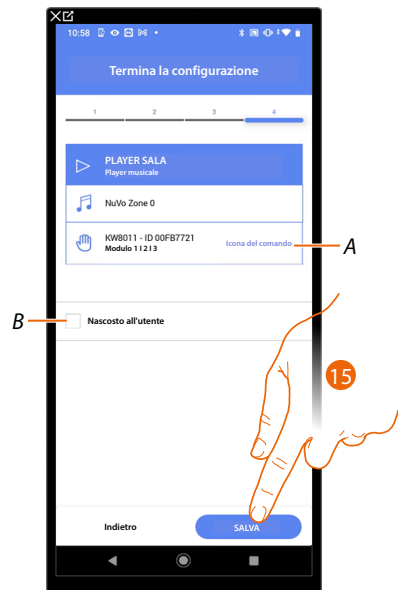 10:58
Termina la configurazione
1 2 3 4
PLAYER SALA
Player musicale
NuVo Zone 0
KW8011 - ID 00FB7721
Modulo 1 I 2 I 3
Icona del comando
A
B
Nascosto all'utente
15
Indietro
SALVA